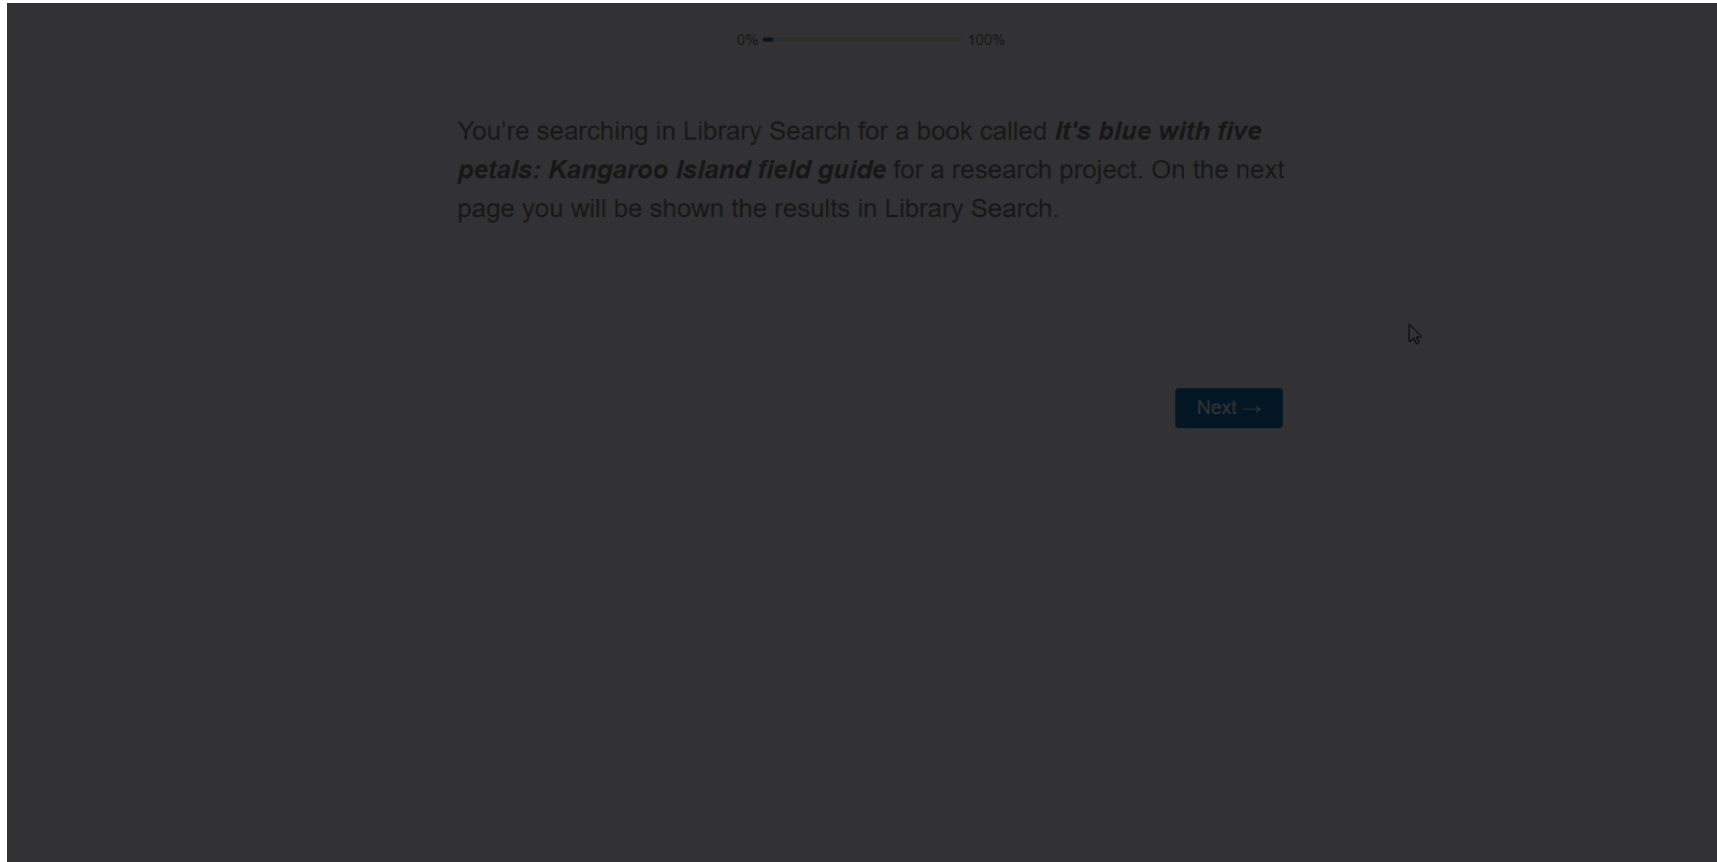 0% 100%
You’re searching in Library Search for a book called It's blue with five
petals: Kangaroo Island field guide for a research project. On the next
page you will be shown the results in Library Search.
Next →